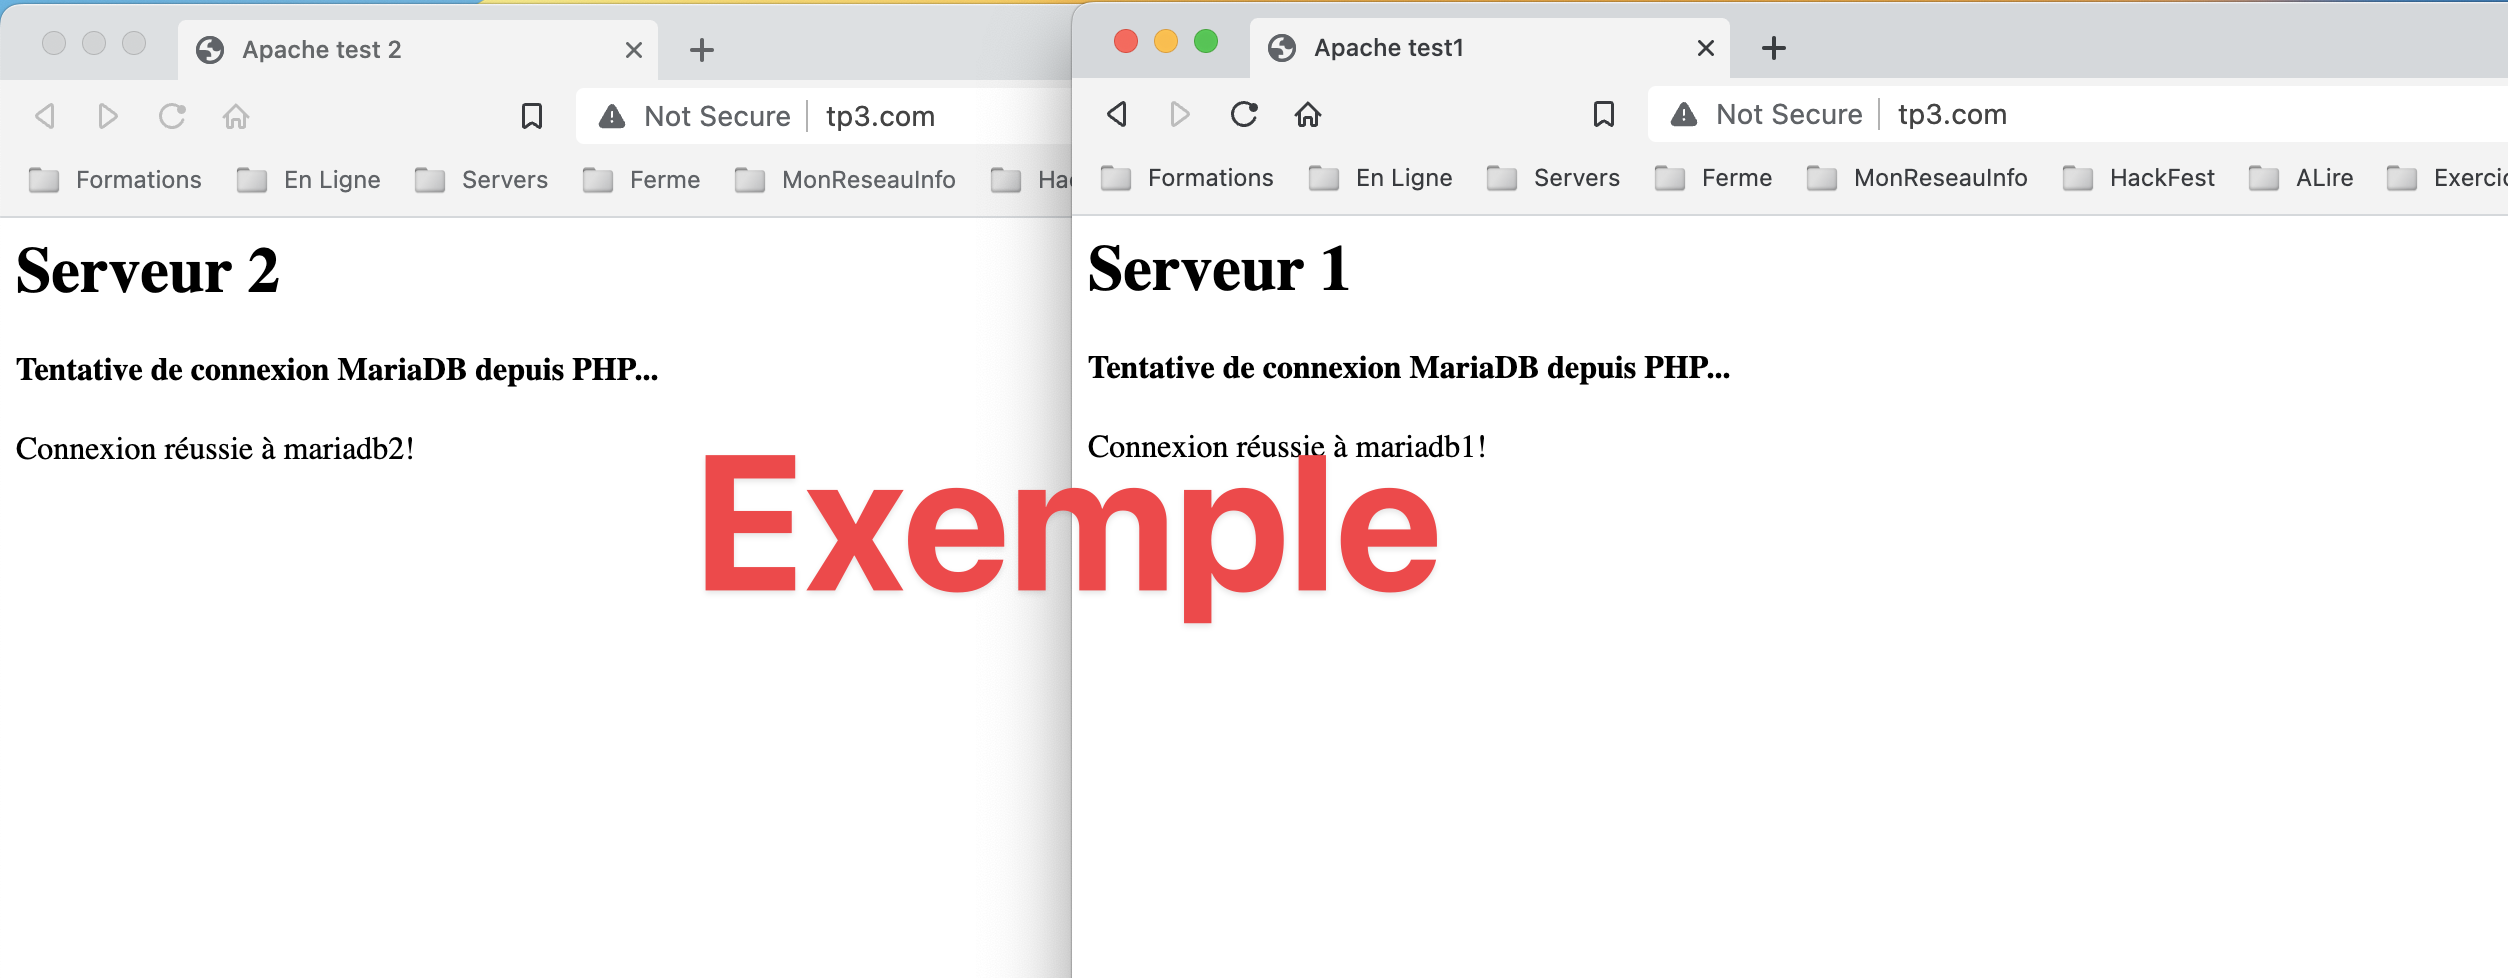 Apache test 2
Not Secure
tp3.com
Formations
En Ligne
Servers
Ferme
MonReseauInfo
Serveur 2
Tentative de connexion MariaDB depuis PHP...
Connexion réussie à mariadb2!
Apache test1
Not Secure
tp3.com
Formations
En Ligne
Servers
Ferme
MonReseauInfo
HackFest
ALire
Serveur 1
Tentative de connexion MariaDB depuis PHP...
Connexion réussie à mariadb1!
Exemple